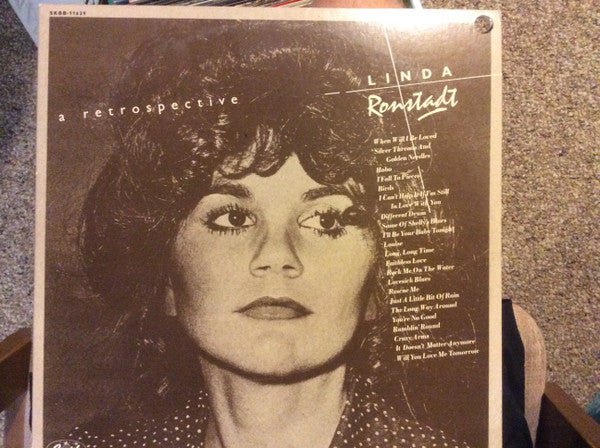 SKBB-11629
LINDA
a retrospective
Ronstadt
When Will I Be Loved
Silver Threads And
Golden Needles
Hobo
I Fall To Pieces
Birds
I Can't Help It If I'm Still
In Love With You
Different Drum
Some Of Shelly's Blues
I'll Be Your Baby Tonight
Louise
Long, Long Time
Faithless Love
Rock Me On The Water
Lovesick Blues
Rescue Me
Just A Little Bit Of Rain
The Long Way Around
You're No Good
Ramblin' Round
Crazy Arms
It Doesn't Matter Anymore
Will You Love Me Tomorrow